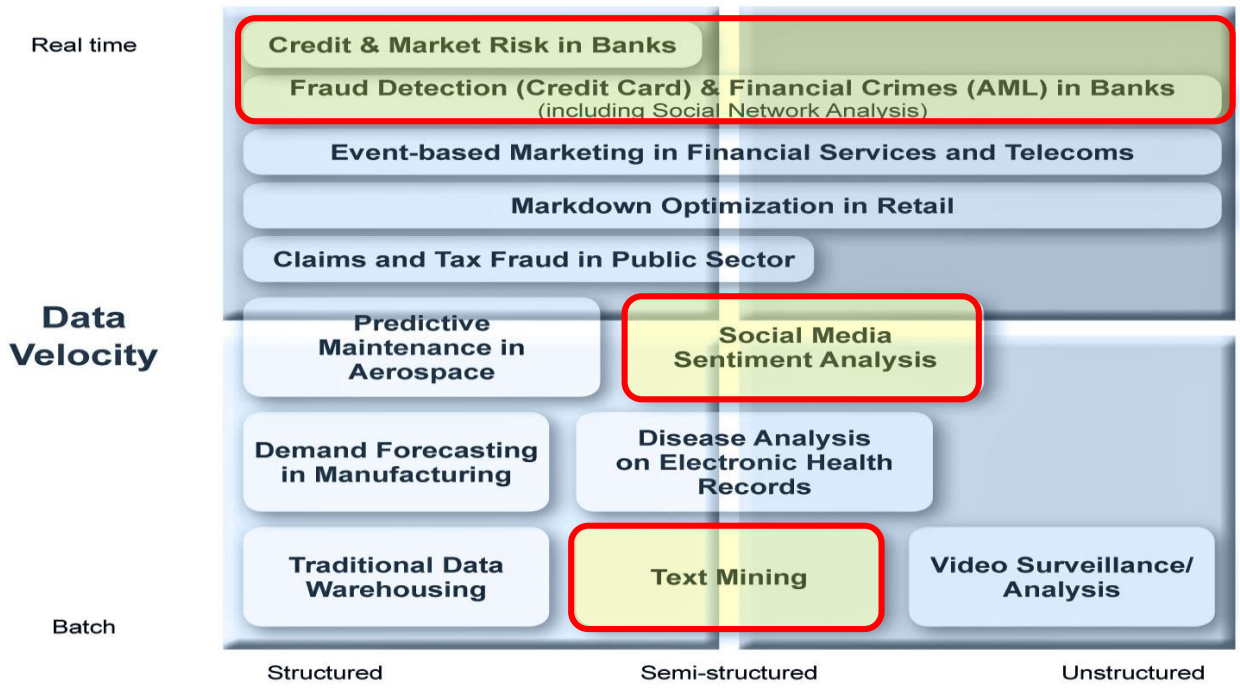 Real time
Credit & Market Risk in Banks
Fraud Detection (Credit Card) & Financial Crimes (AML) in Banks
(including Social Network Analysis)
Event-based Marketing in Financial Services and Telecoms
Markdown Optimization in Retail
Claims and Tax Fraud in Public Sector
Data
Velocity
Predictive
Maintenance in
Aerospace
Social Media
Sentiment Analysis
Demand Forecasting
in Manufacturing
Disease Analysis
on Electronic Health
Records
Traditional Data
Warehousing
Text Mining
Video Surveillance/
Analysis
Batch
Structured
Semi-structured
Unstructured